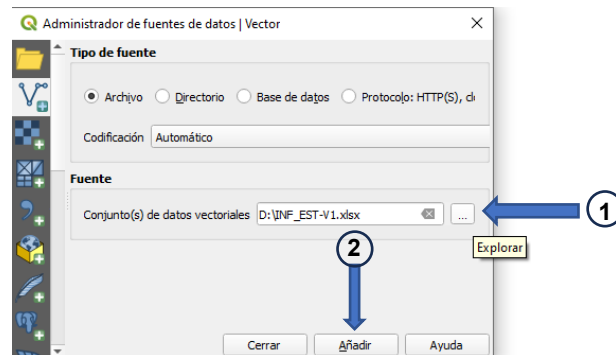 Administrador de fuentes de datos | Vector
Tipo de fuente
Archivo Directorio Base de datos Protocolo: HTTP(S), cl
Codificación Automático
Fuente
Conjunto(s) de datos vectoriales D:\INF_EST-V1.xlsx ... 1
Explorar
2
Cerrar Añadir Ayuda